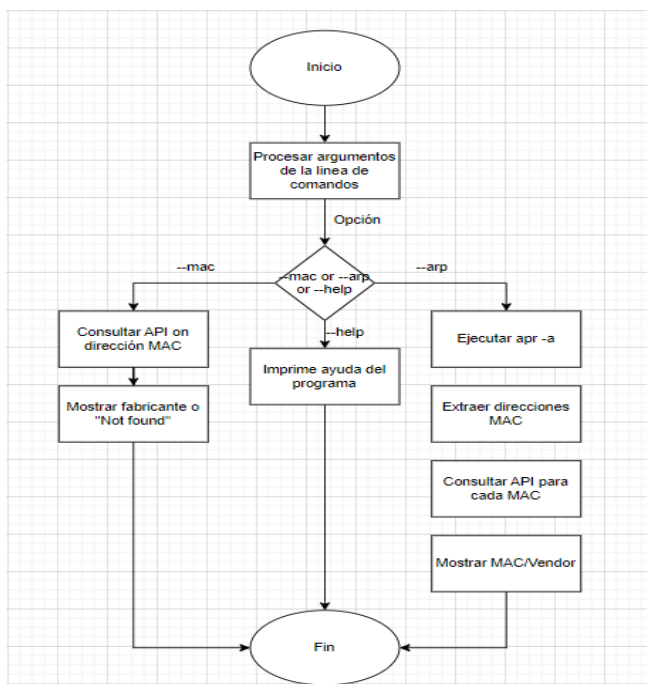 Inicio
Procesar argumentos
de la linea de
comandos
Opción
--mac
--mac or --arp
or --help
--arp
--help
Consultar API on
dirección MAC
Mostrar fabricante o
"Not found"
Imprime ayuda del
programa
Ejecutar apr -a
Extraer direcciones
MAC
Consultar API para
cada MAC
Mostrar MAC/Vendor
Fin